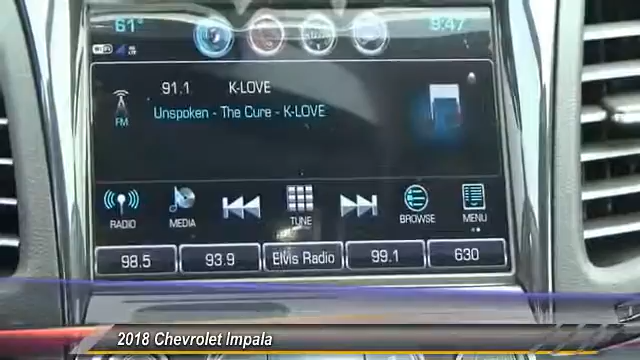 61° 9:47
91.1 K-LOVE
FM
Unspoken - The Cure - K-LOVE
RADIO MEDIA TUNE BROWSE MENU
98.5 93.9 Elvis Radio 99.1 630
2018 Chevrolet Impala